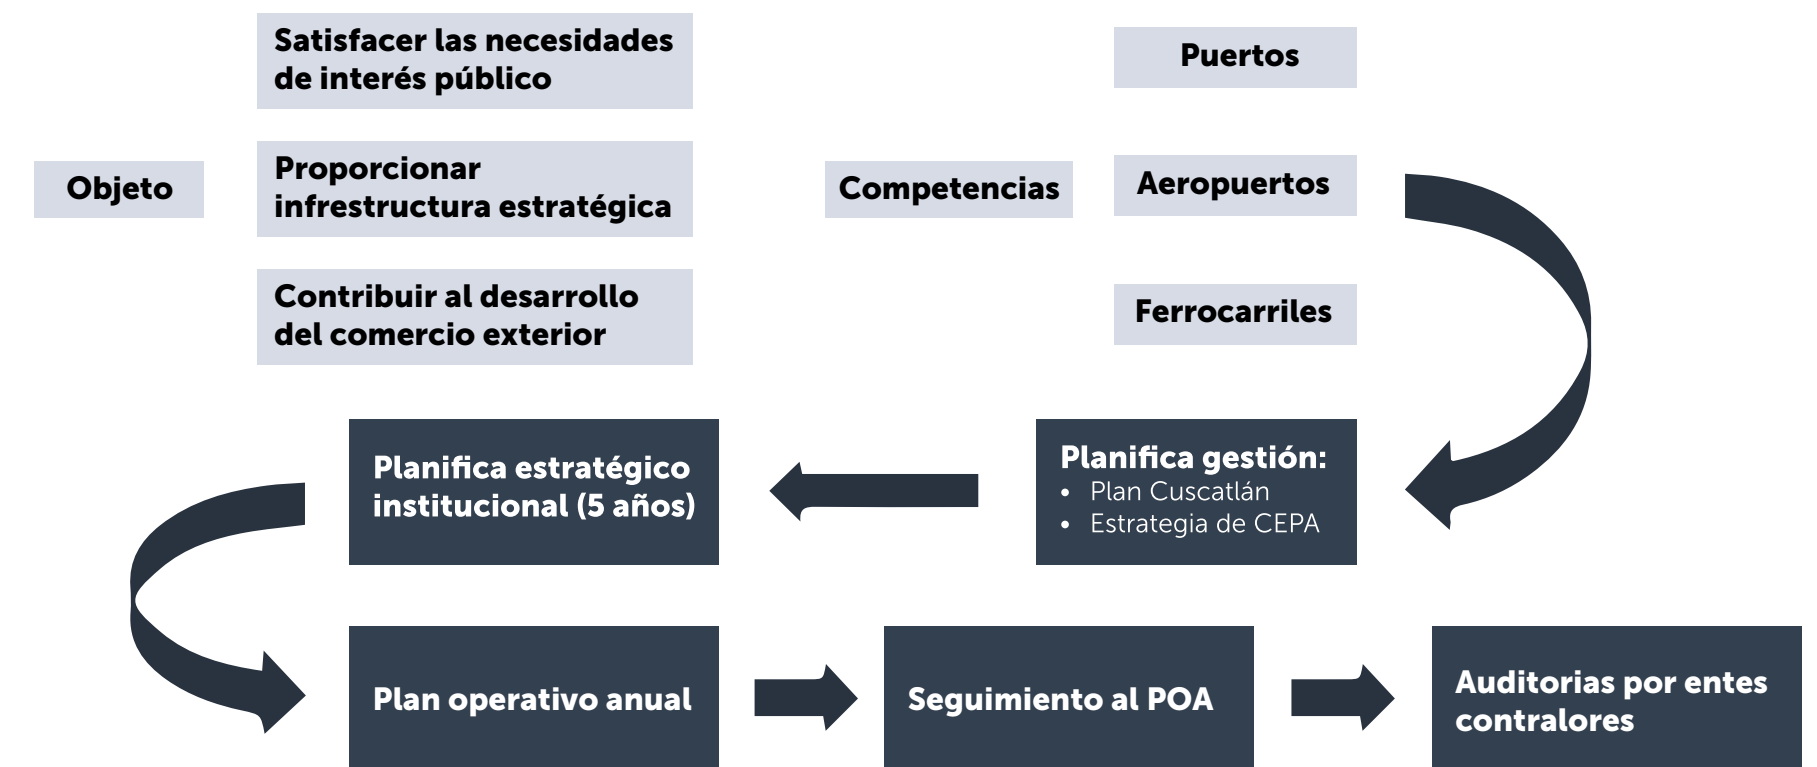 Objeto
Satisfacer las necesidades
de interés público
Proporcionar
infrestructura estratégica
Contribuir al desarrollo
del comercio exterior
Competencias
Puertos
Aeropuertos
Ferrocarriles
Planifica gestión:
• Plan Cuscatlán
• Estrategia de CEPA
Planifica estratégico
institucional (5 años)
Plan operativo anual
Seguimiento al POA
Auditorias por entes
contralores